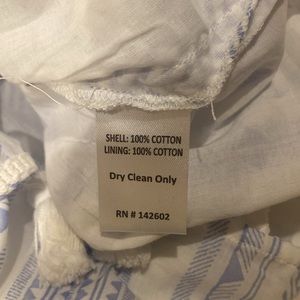 SHELL: 100% COTTON
LINING: 100% COTTON
Dry Clean Only
RN # 142602